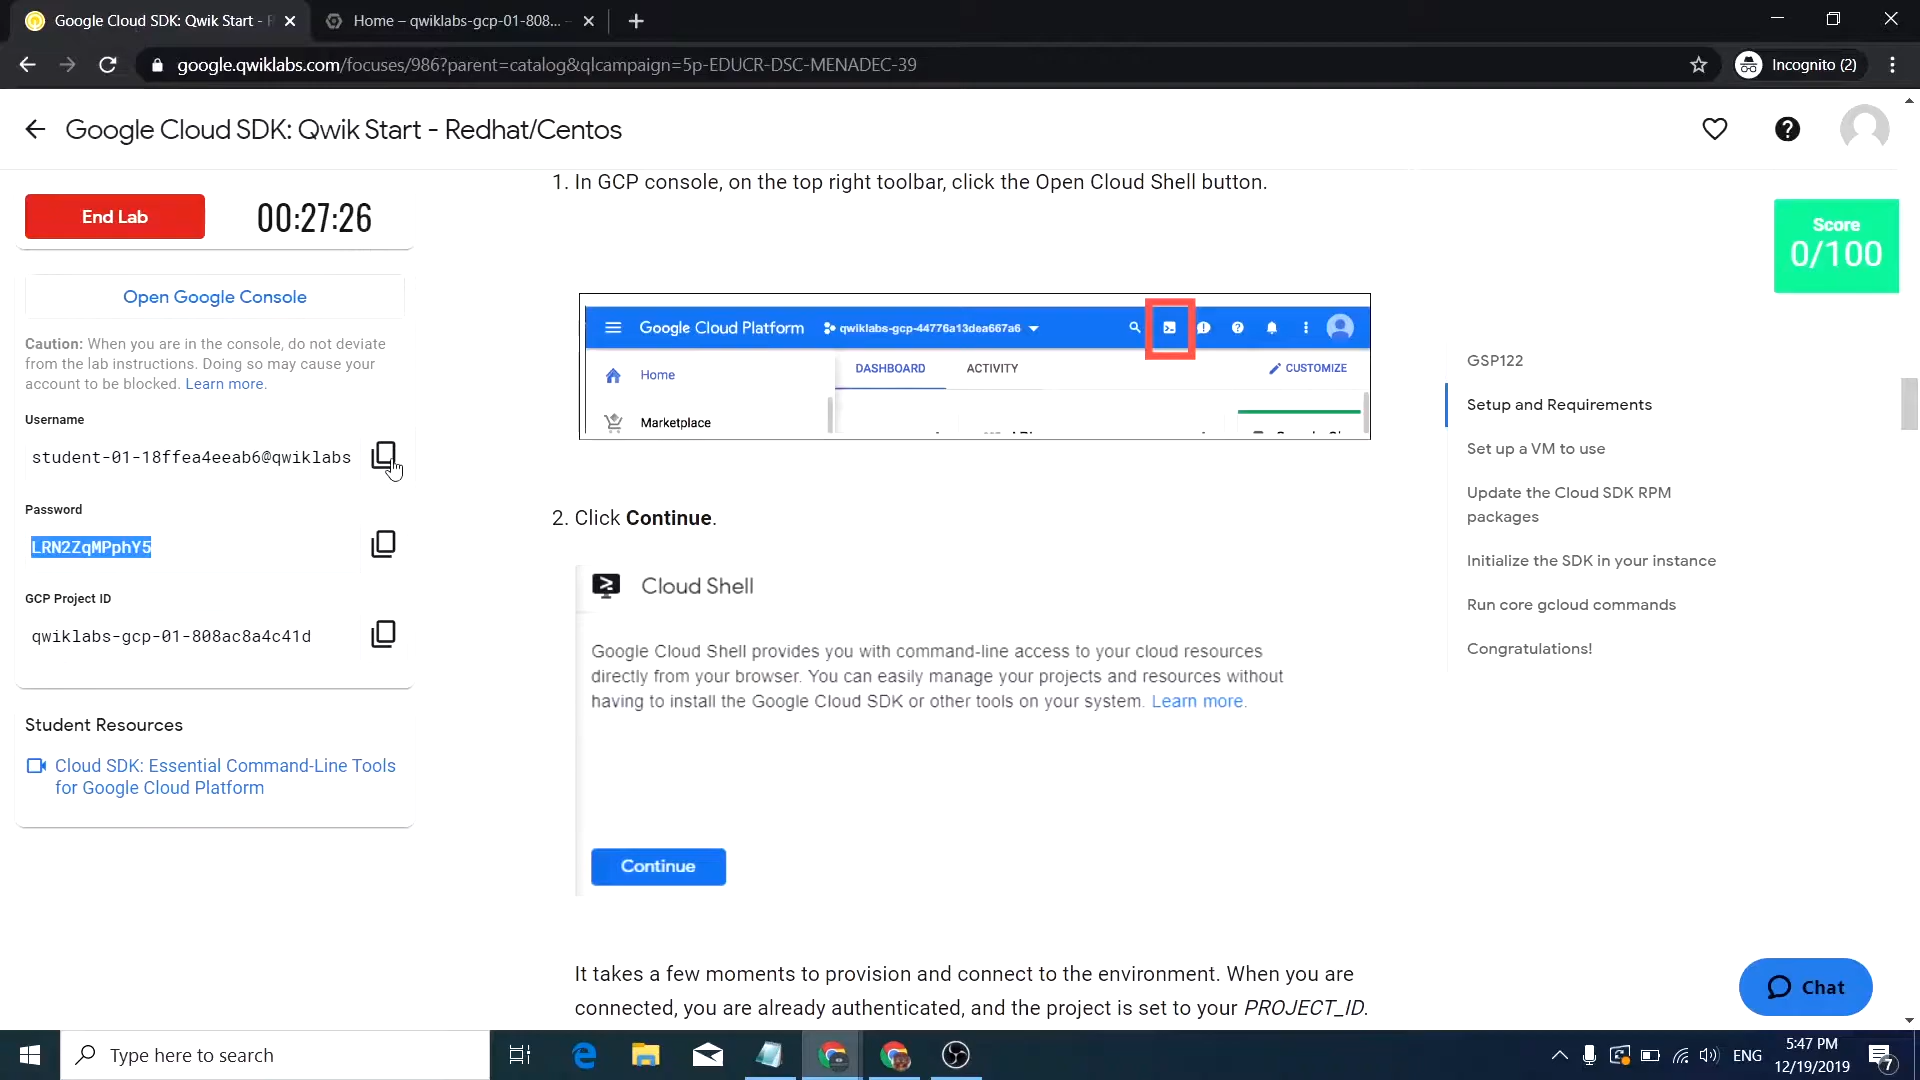 Google Cloud SDK: Qwik Start - R
Home – qwiklabs-gcp-01-808...
google.qwiklabs.com/focuses/986?parent=catalog&qlcampaign=5p-EDUCR-DSC-MENADEC-39
Incognito (2)
Google Cloud SDK: Qwik Start - Redhat/Centos
End Lab
00:27:26
Open Google Console
Caution: When you are in the console, do not deviate
from the lab instructions. Doing so may cause your
account to be blocked. Learn more.
Username
student-01-18ffea4eeab6@qwiklabs
Password
LRN2ZqMPphY5
GCP Project ID
qwiklabs-gcp-01-808ac8a4c41d
Student Resources
Cloud SDK: Essential Command-Line Tools
for Google Cloud Platform
1. In GCP console, on the top right toolbar, click the Open Cloud Shell button.
Google Cloud Platform
qwiklabs-gcp-44776a13dea667a6
Home
DASHBOARD
ACTIVITY
CUSTOMIZE
Marketplace
2. Click Continue.
Cloud Shell
Google Cloud Shell provides you with command-line access to your cloud resources
directly from your browser. You can easily manage your projects and resources without
having to install the Google Cloud SDK or other tools on your system. Learn more.
Continue
It takes a few moments to provision and connect to the environment. When you are
connected, you are already authenticated, and the project is set to your PROJECT_ID.
Score
0/100
GSP122
Setup and Requirements
Set up a VM to use
Update the Cloud SDK RPM
packages
Initialize the SDK in your instance
Run core gcloud commands
Congratulations!
Chat
Type here to search
ENG
5:47 PM
12/19/2019
7